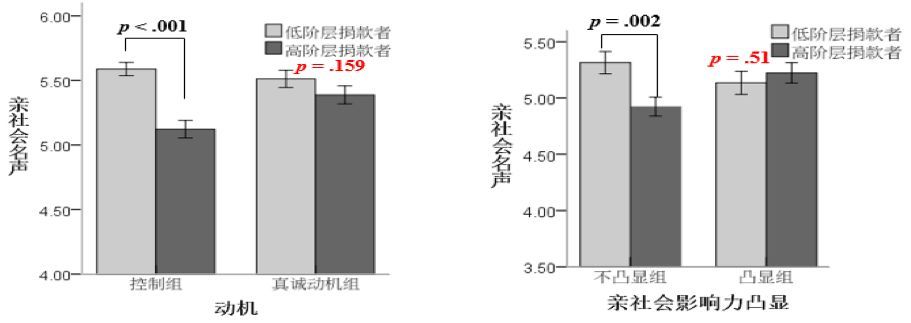 6.00
5.50
5.00
4.50
4.00
亲社会名声
p < .001
低阶层捐款者
高阶层捐款者
p = .159
控制组
真诚动机组
动机
5.50
5.00
4.50
4.00
3.50
亲社会名声
p = .002
低阶层捐款者
高阶层捐款者
p = .51
不凸显组
凸显组
亲社会影响力凸显